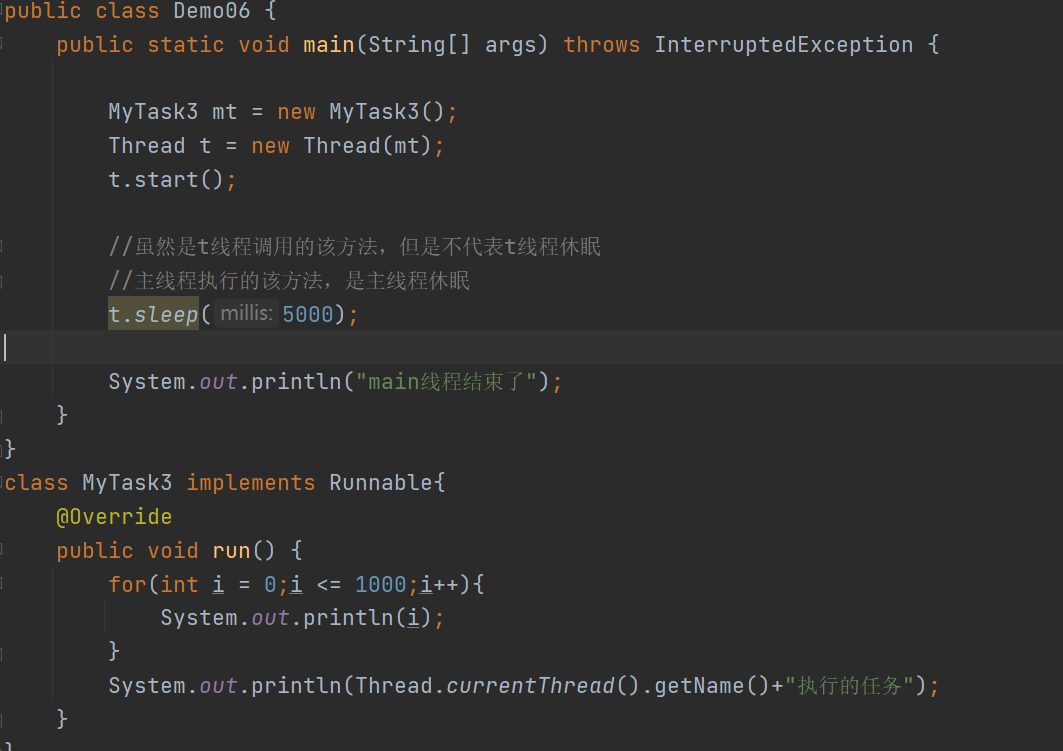 public class Demo06 {
public static void main(String[] args) throws InterruptedException {
MyTask3 mt = new MyTask3();
Thread t = new Thread(mt);
t.start();
//虽然是t线程调用的该方法，但是不代表t线程休眠
//主线程执行的该方法，是主线程休眠
t.sleep( millis: 5000);
System.out.println("main线程结束了");
}
}
class MyTask3 implements Runnable{
@Override
public void run() {
for(int i = 0;i <= 1000;i++){
System.out.println(i);
}
System.out.println(Thread.currentThread().getName()+"执行的任务");
}
}